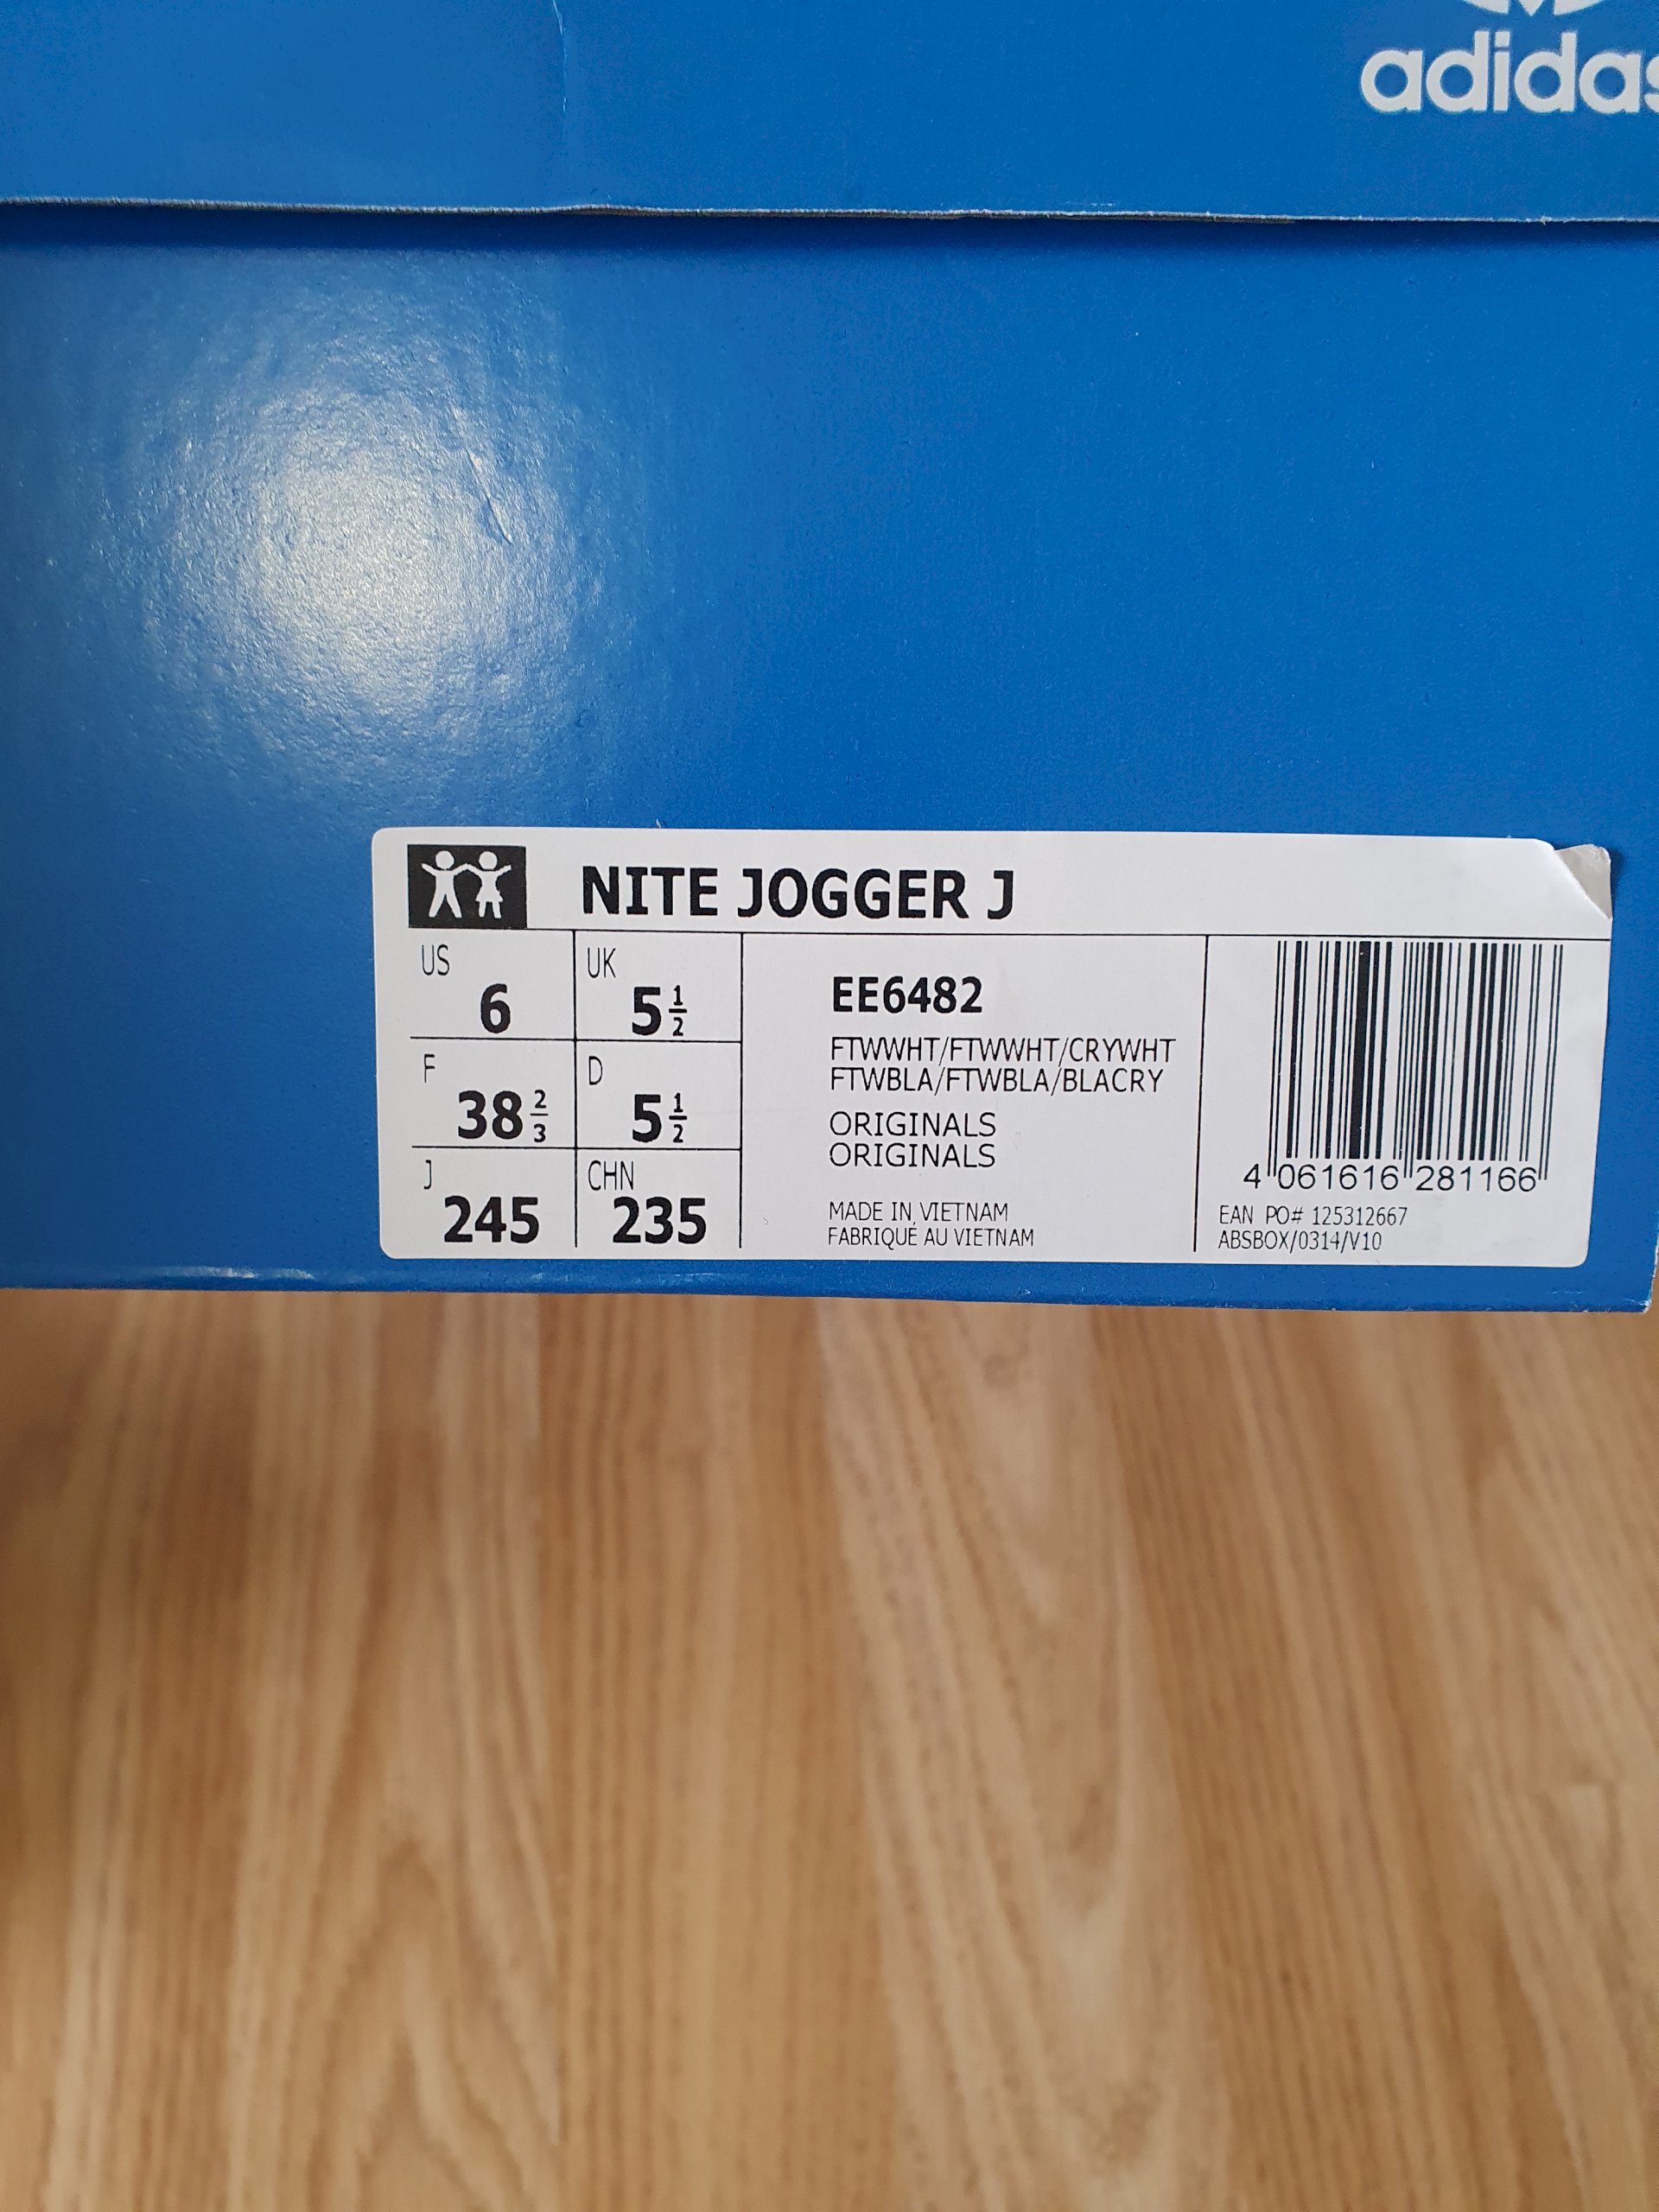 adidas
NITE JOGGER J
US 6 UK 5 1/2
F 38 2/3 D 5 1/2
J 245 CHN 235
EE6482
FTWWHT/FTWWHT/CRYWHT
FTWBLA/FTWBLA/BLACRY
ORIGINALS
ORIGINALS
MADE IN VIETNAM
FABRIQUÉ AU VIETNAM
4 061616 281166
EAN PO# 125312667
ABSBOX/0314/V10